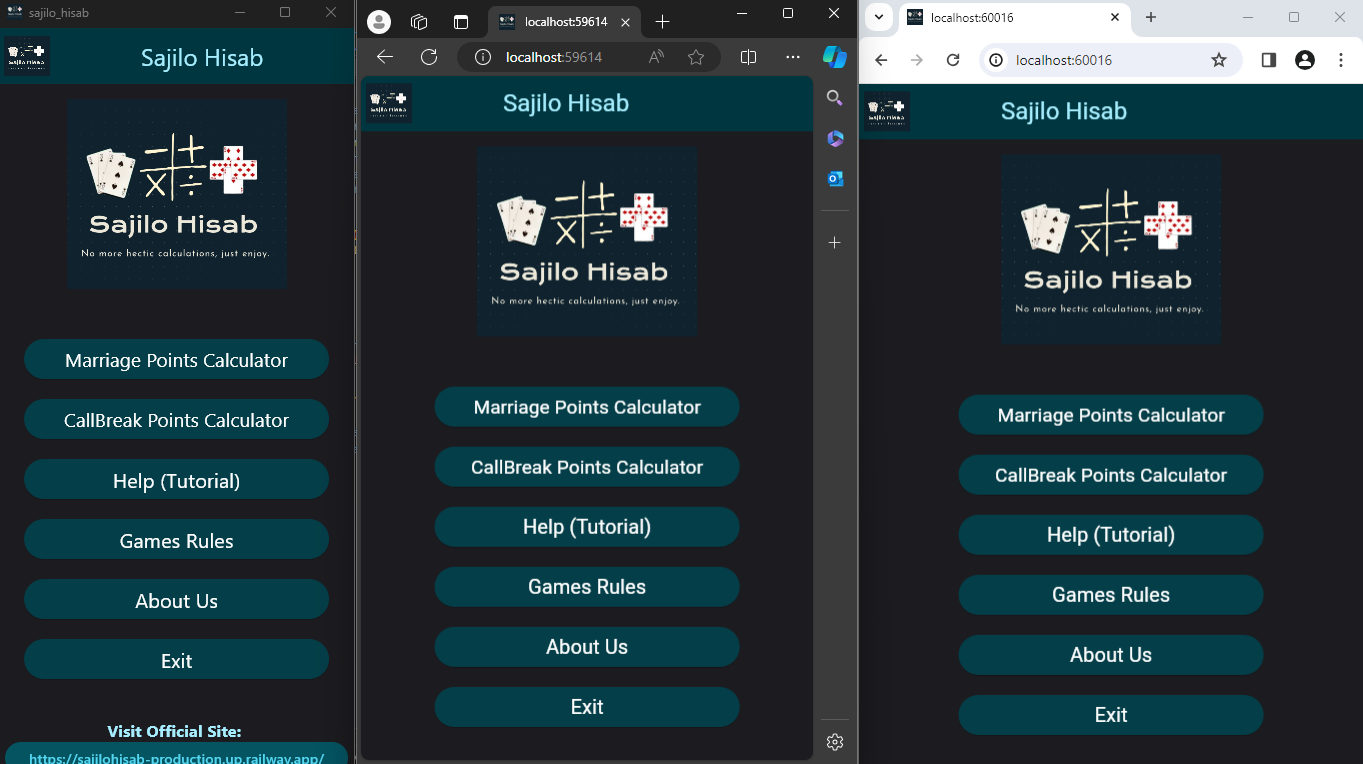 sajilo_hisab
Sajilo Hisab
Sajilo Hisab
No more hectic calculations, just enjoy.
Marriage Points Calculator
CallBreak Points Calculator
Help (Tutorial)
Games Rules
About Us
Exit
Visit Official Site:
https://sajilohisab-production.up.railway.app/
localhost:59614
localhost:59614
Sajilo Hisab
Sajilo Hisab
No more hectic calculations, just enjoy.
Marriage Points Calculator
CallBreak Points Calculator
Help (Tutorial)
Games Rules
About Us
Exit
localhost:60016
localhost:60016
Sajilo Hisab
Sajilo Hisab
No more hectic calculations, just enjoy.
Marriage Points Calculator
CallBreak Points Calculator
Help (Tutorial)
Games Rules
About Us
Exit